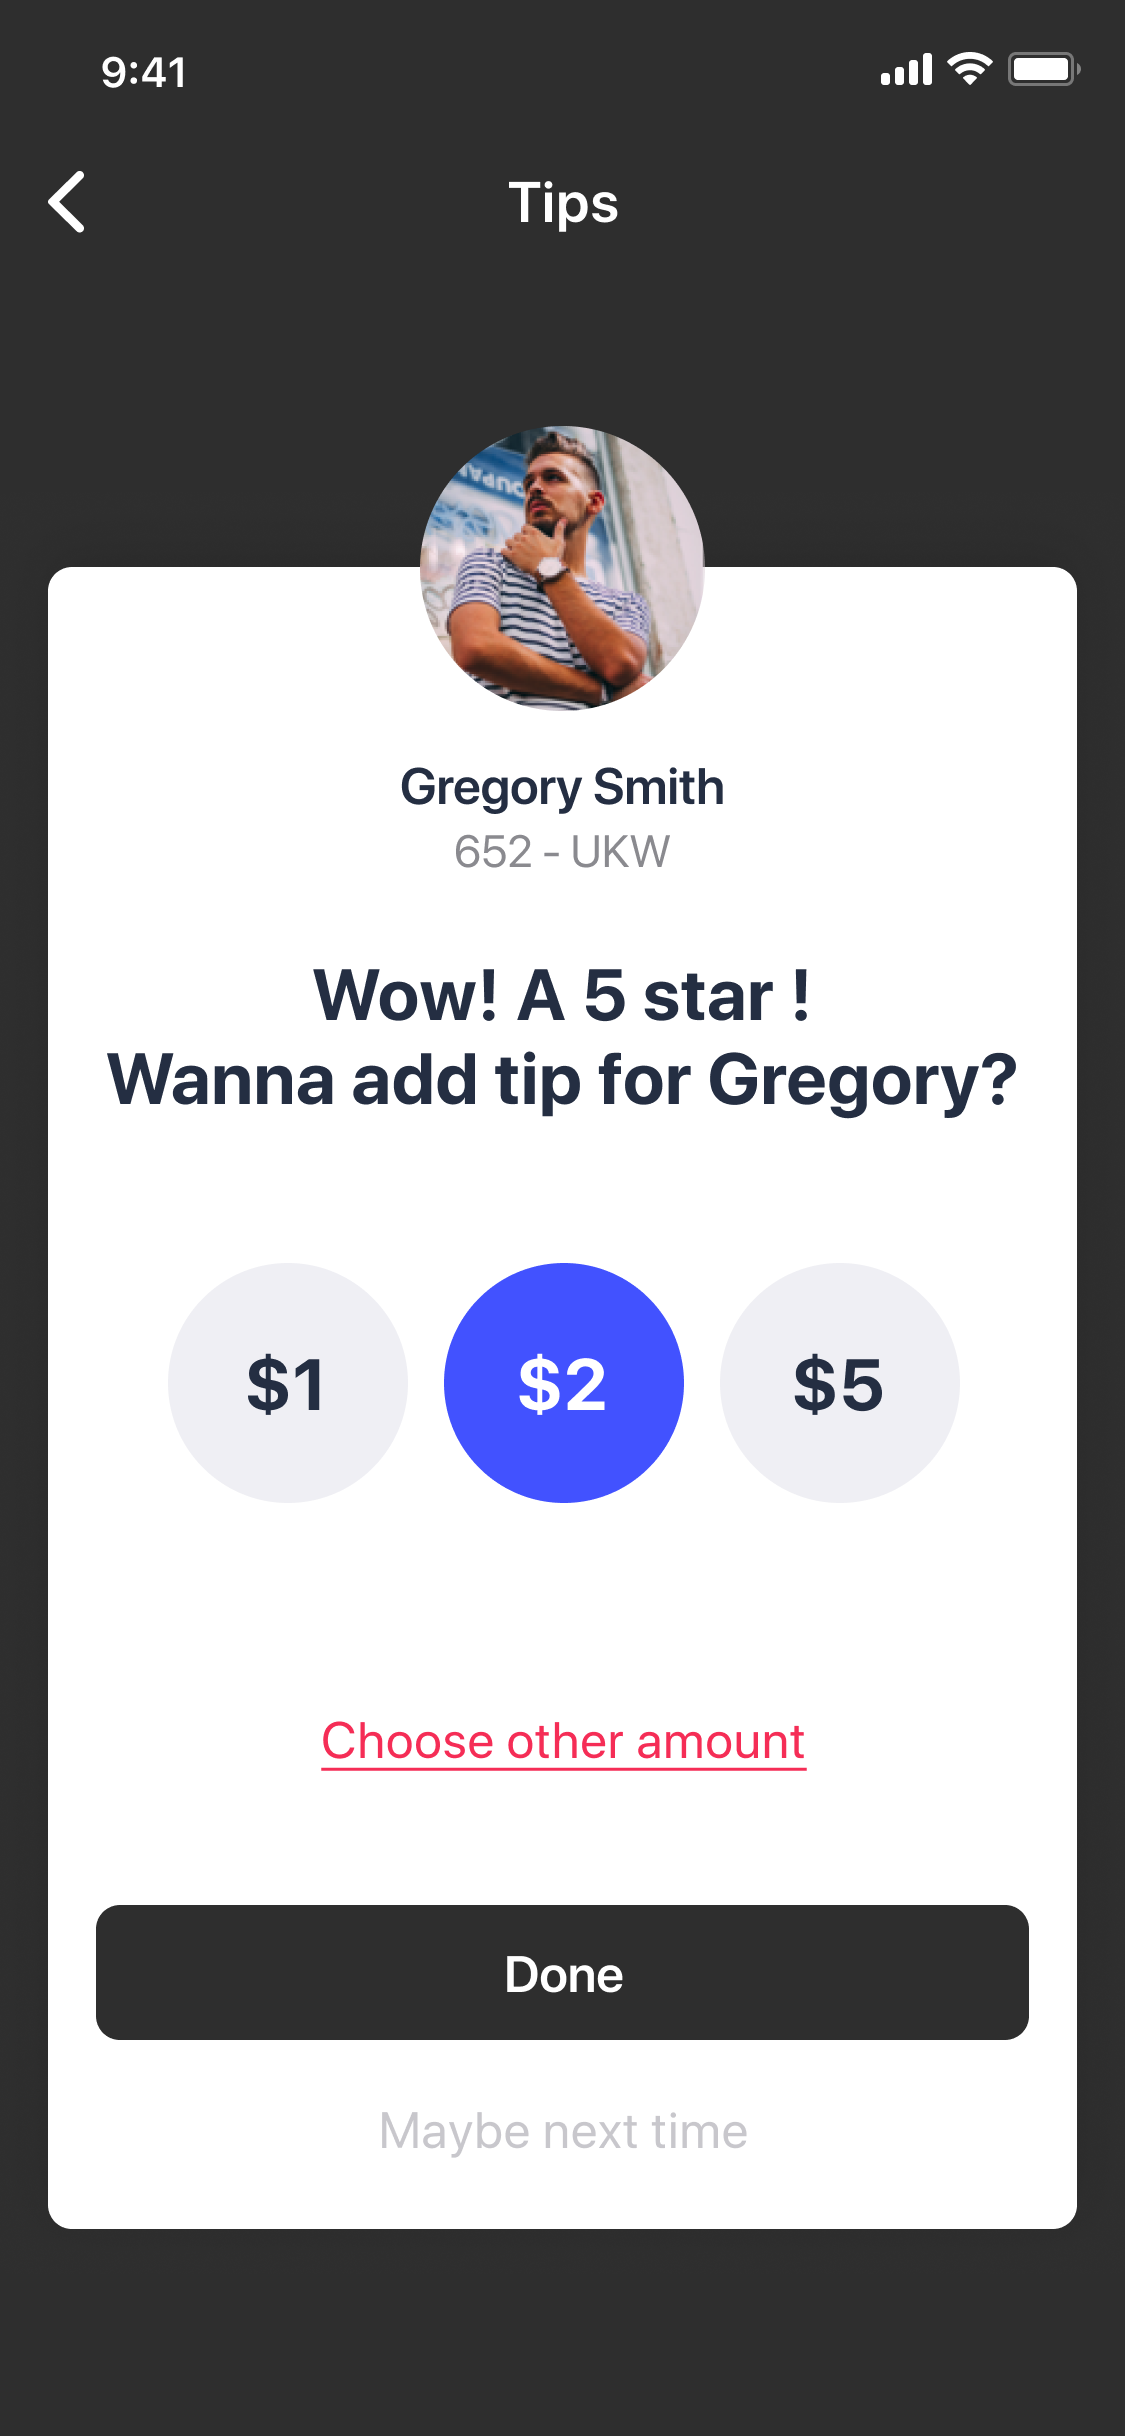 9:41
Tips
Gregory Smith
652 - UKW
Wow! A 5 star !
Wanna add tip for Gregory?
$1 $2 $5
Choose other amount
Done
Maybe next time